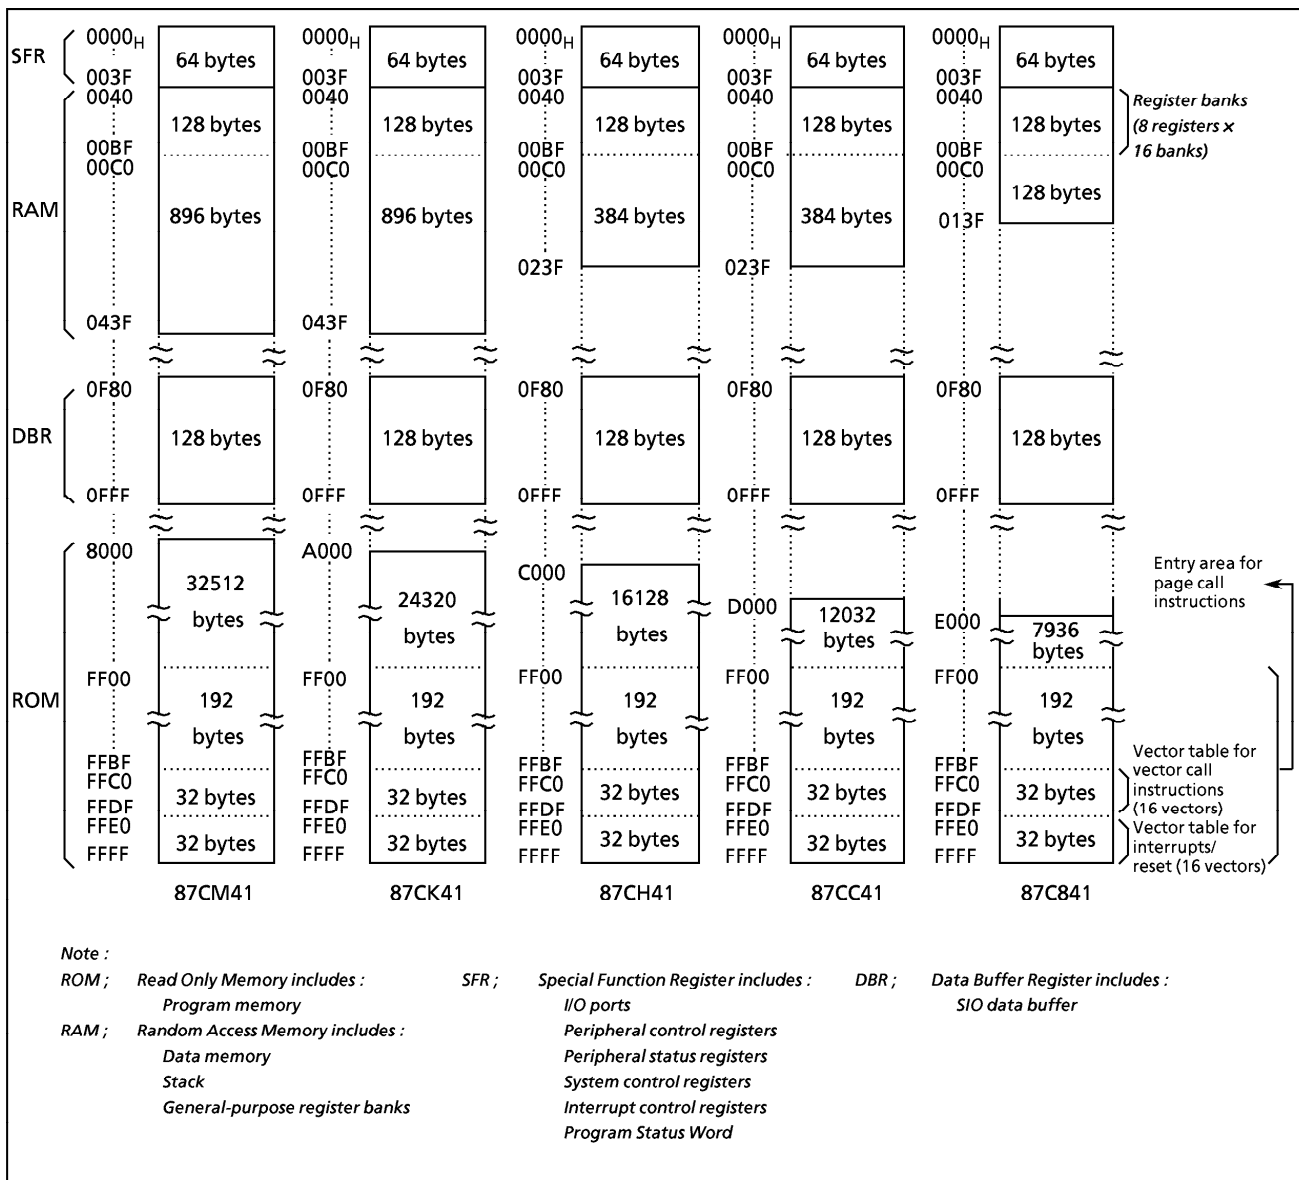 SFR
RAM
DBR
ROM
0000H
003F
0040
00BF
00C0
043F
0F80
0FFF
8000
FF00
FFBF
FFC0
FFDF
FFE0
FFFF
64 bytes
128 bytes
896 bytes
128 bytes
32512
bytes
192
bytes
32 bytes
32 bytes
87CM41
0000H
003F
0040
00BF
00C0
043F
0F80
0FFF
A000
FF00
FFBF
FFC0
FFDF
FFE0
FFFF
64 bytes
128 bytes
896 bytes
128 bytes
24320
bytes
192
bytes
32 bytes
32 bytes
87CK41
0000H
003F
0040
00BF
00C0
023F
0F80
0FFF
C000
FF00
FFBF
FFC0
FFDF
FFE0
FFFF
64 bytes
128 bytes
384 bytes
128 bytes
16128
bytes
192
bytes
32 bytes
32 bytes
87CH41
0000H
003F
0040
00BF
00C0
023F
0F80
0FFF
D000
FF00
FFBF
FFC0
FFDF
FFE0
FFFF
64 bytes
128 bytes
384 bytes
128 bytes
12032
bytes
192
bytes
32 bytes
32 bytes
87CC41
0000H
003F
0040
00BF
00C0
013F
0F80
0FFF
E000
FF00
FFBF
FFC0
FFDF
FFE0
FFFF
64 bytes
128 bytes
128 bytes
128 bytes
7936
bytes
192
bytes
32 bytes
32 bytes
87C841
Register banks
(8 registers ×
16 banks)
Entry area for
page call
instructions
Vector table for
vector call
instructions
(16 vectors)
Vector table for
interrupts/
reset (16 vectors)
Note :
ROM ; Read Only Memory includes :
Program memory
RAM ; Random Access Memory includes :
Data memory
Stack
General-purpose register banks
SFR ; Special Function Register includes :
I/O ports
Peripheral control registers
Peripheral status registers
System control registers
Interrupt control registers
Program Status Word
DBR ; Data Buffer Register includes :
SIO data buffer